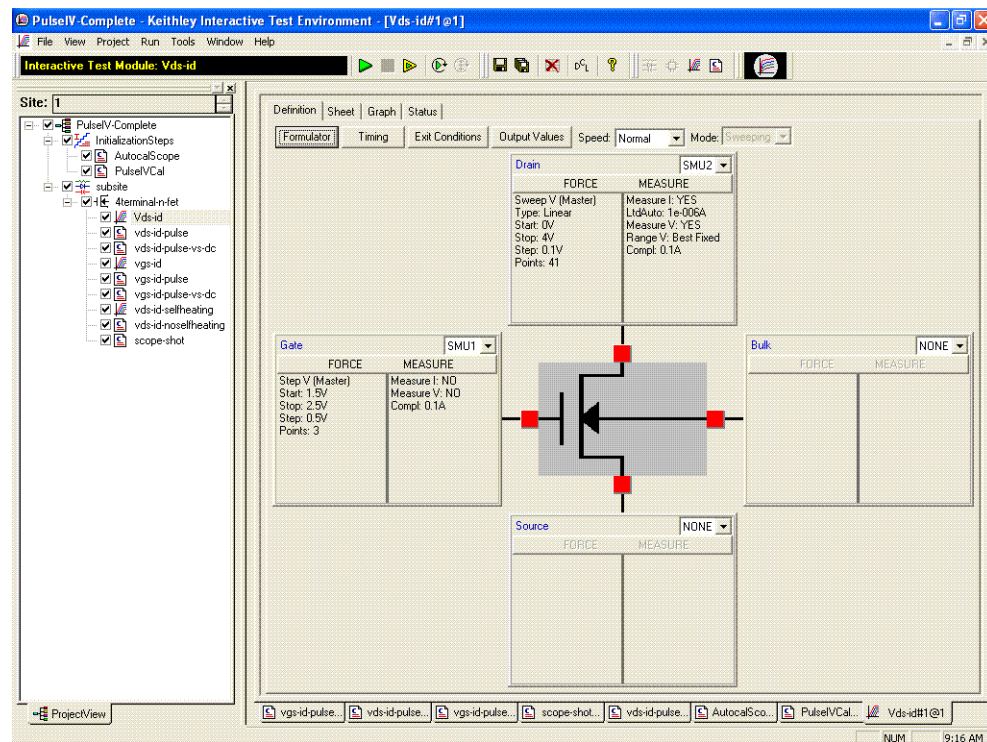 PulseIV-Complete - Keithley Interactive Test Environment - [Vds-id#1@1]
File View Project Run Tools Window Help
Interactive Test Module: Vds-id
Site: 1
PulseIV-Complete
InitializationSteps
AutocalScope
PulseIVCal
subsite
4terminal-n-fet
Vds-id
vds-id-pulse
vds-id-pulse-vs-dc
vgs-id
vgs-id-pulse
vgs-id-pulse-vs-dc
vds-id-selfheating
vds-id-noselfheating
scope-shot
ProjectView
Definition Sheet Graph Status
Formulator Timing Exit Conditions Output Values Speed: Normal Mode: Sweeping
Drain SMU2
FORCE MEASURE
Sweep V (Master) Measure I: YES
Type: Linear LtdAuto: 1e-006A
Start: 0V Measure V: YES
Stop: 4V Range V: Best Fixed
Step: 0.1V Compl: 0.1A
Points: 41
Gate SMU1
FORCE MEASURE
Step V (Master) Measure I: NO
Start: 1.5V Measure V: NO
Stop: 2.5V Compl: 0.1A
Step: 0.5V
Points: 3
Bulk NONE
FORCE MEASURE
Source NONE
FORCE MEASURE
vgs-id-pulse... vds-id-pulse... vgs-id-pulse... scope-shot... vds-id-pulse... AutocalSco... PulseIVCal... Vds-id#1@1
NUM 9:16 AM